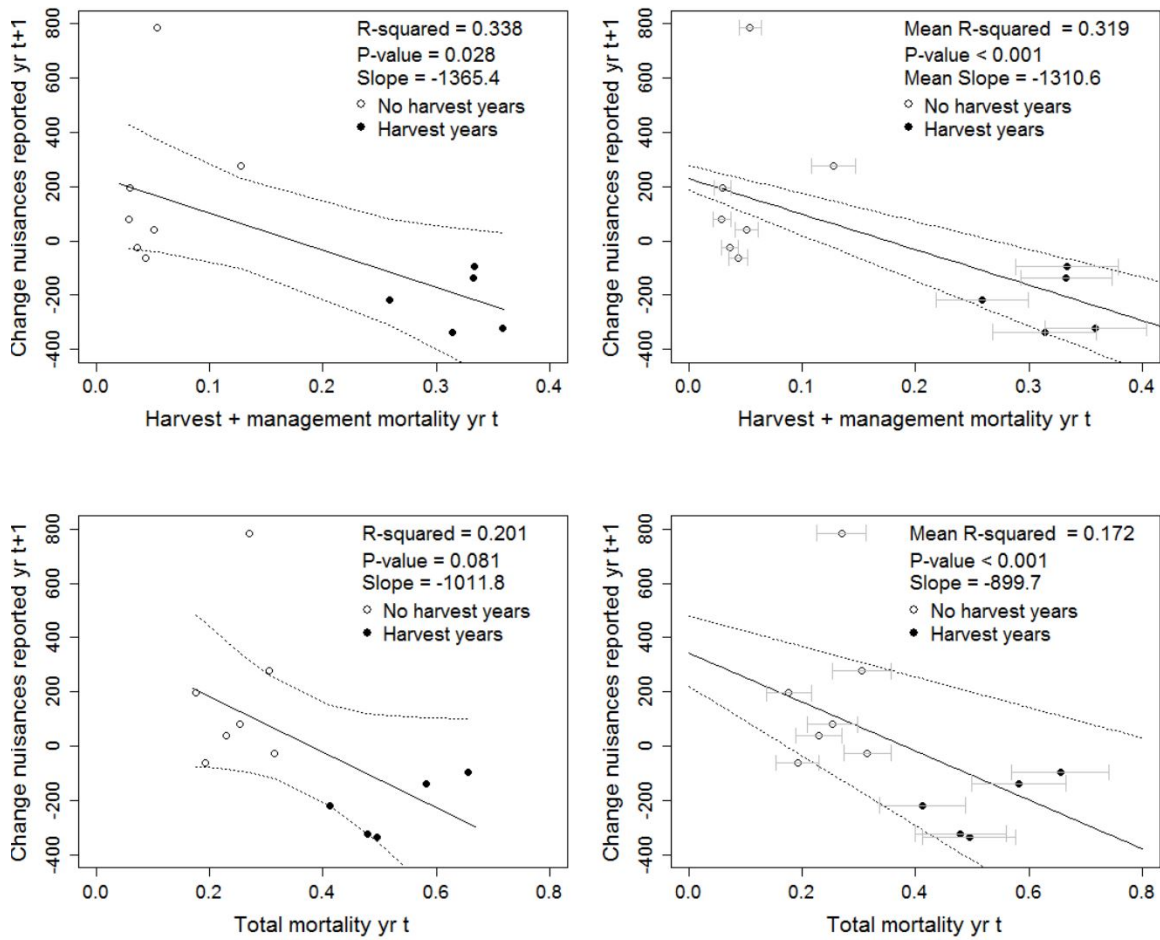 Change nuisances reported yr t+1
800
600
400
200
0
-200
-400
R-squared = 0.338
P-value = 0.028
Slope = -1365.4
No harvest years
Harvest years
0.0 0.1 0.2 0.3 0.4
Harvest + management mortality yr t
Change nuisances reported yr t+1
800
600
400
200
0
-200
-400
Mean R-squared = 0.319
P-value < 0.001
Mean Slope = -1310.6
No harvest years
Harvest years
0.0 0.1 0.2 0.3 0.4
Harvest + management mortality yr t
Change nuisances reported yr t+1
800
600
400
200
0
-200
-400
R-squared = 0.201
P-value = 0.081
Slope = -1011.8
No harvest years
Harvest years
0.0 0.2 0.4 0.6 0.8
Total mortality yr t
Change nuisances reported yr t+1
800
600
400
200
0
-200
-400
Mean R-squared = 0.172
P-value < 0.001
Slope = -899.7
No harvest years
Harvest years
0.0 0.2 0.4 0.6 0.8
Total mortality yr t